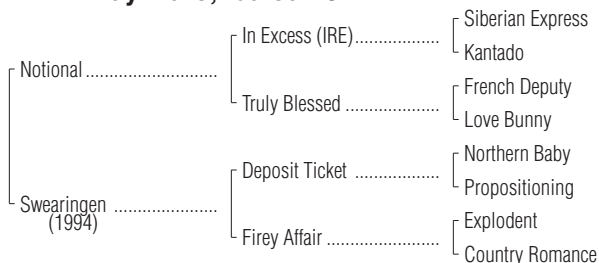 Siberian Express
In Excess (IRE)
Kantado
Notional
French Deputy
Truly Blessed
Love Bunny
Northern Baby
Deposit Ticket
Propositioning
Swearingen
(1994)
Explodent
Firey Affair
Country Romance